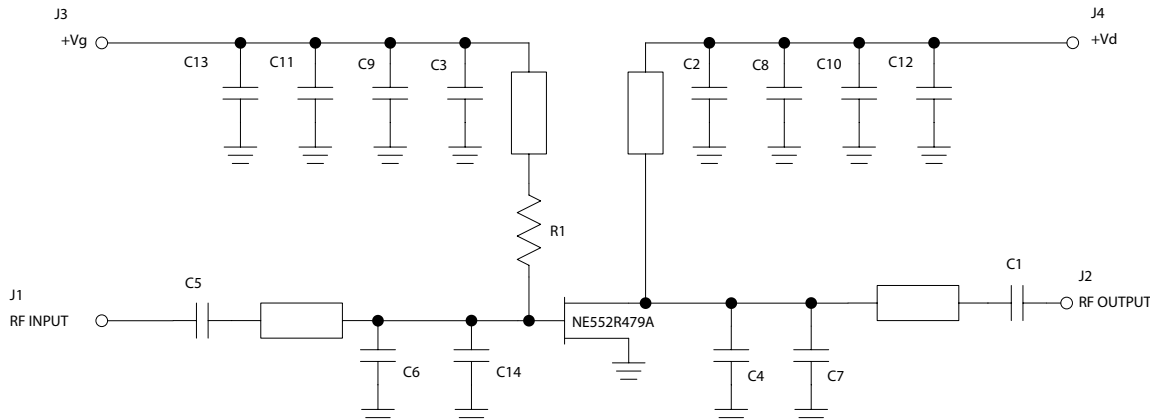 J3
J4
+Vg
+Vd
C13
C11
C9
C3
C2
C8
C10
C12
R1
C5
C1
J1
J2
RF INPUT
RF OUTPUT
NE552R479A
C6
C14
C4
C7